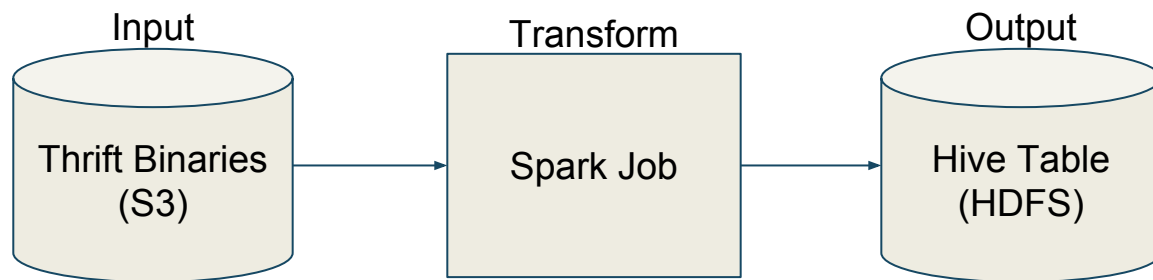 Input
Thrift Binaries
(S3)
Transform
Spark Job
Output
Hive Table
(HDFS)